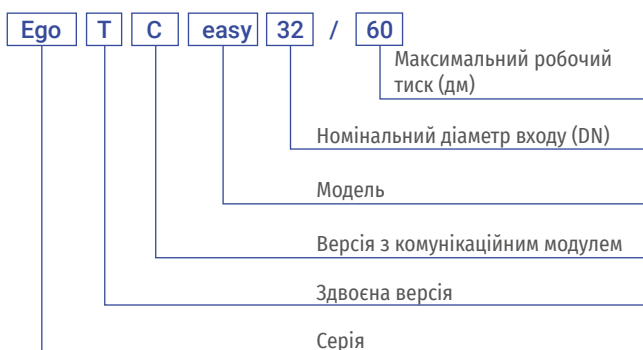 Ego T C easy 32 / 60
Максимальний робочий
тиск (дм)
Номінальний діаметр входу (DN)
Модель
Версія з комунікаційним модулем
Здвоєна версія
Серія